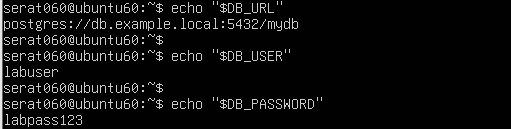 serat060@ubuntu60:~$ echo "$DB_URL"
postgres://db.example.local:5432/mydb
serat060@ubuntu60:~$
serat060@ubuntu60:~$ echo "$DB_USER"
labuser
serat060@ubuntu60:~$
serat060@ubuntu60:~$ echo "$DB_PASSWORD"
labpass123